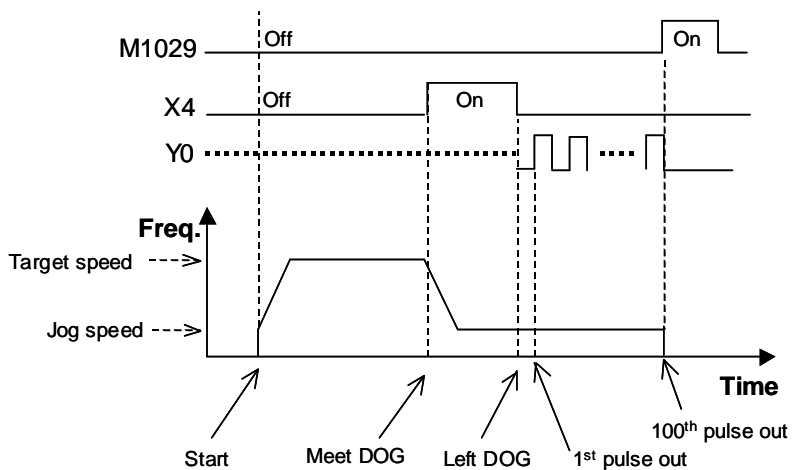 M1029 Off On
X4 Off On
Y0
Freq.
Target speed
Jog speed
Time
Start Meet DOG Left DOG 1st pulse out 100th pulse out